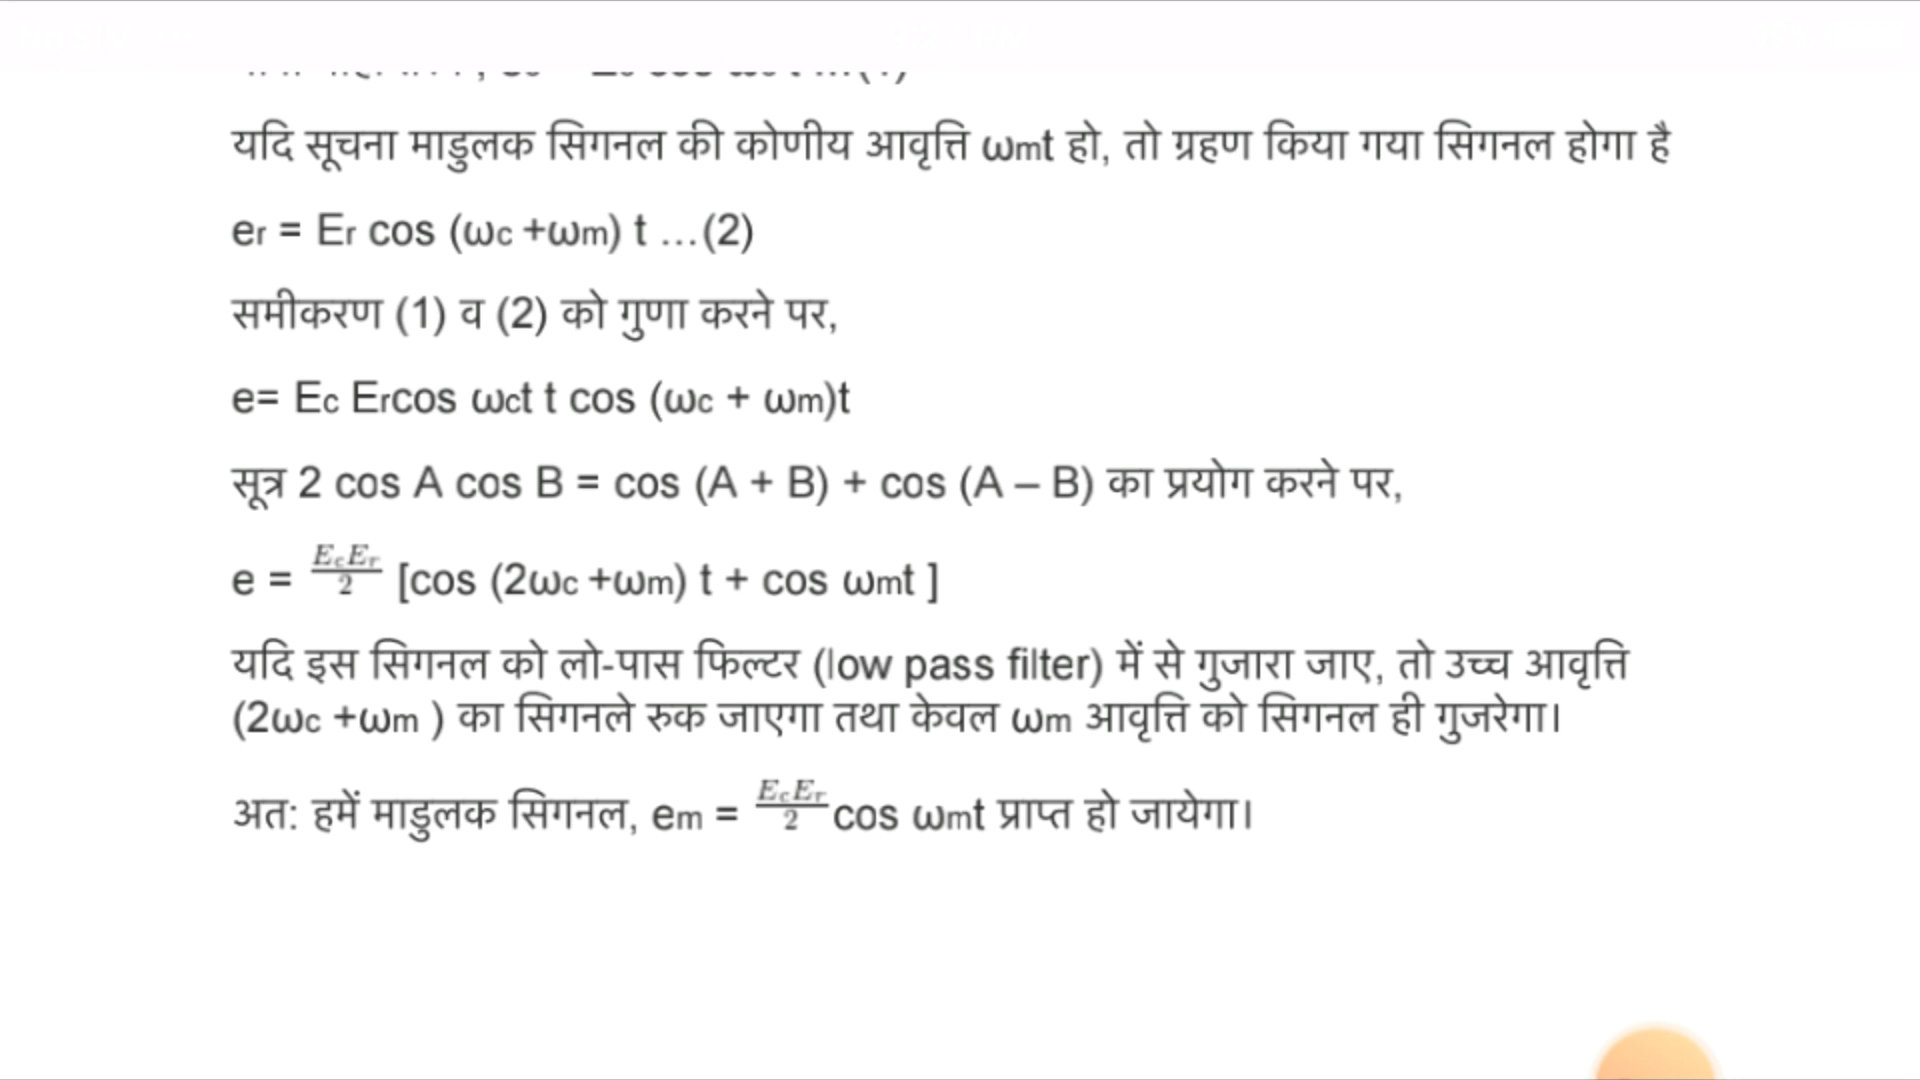 यदि सूचना माडुलक सिगनल की कोणीय आवृत्ति ωmt हो, तो ग्रहण किया गया सिगनल होगा है
er = Er cos (ωc +ωm) t …(2)
समीकरण (1) व (2) को गुणा करने पर,
e= Ec Ercos ωct t cos (ωc + ωm)t
सूत्र 2 cos A cos B = cos (A + B) + cos (A – B) का प्रयोग करने पर,
e = EcEr/2 [cos (2ωc +ωm) t + cos ωmt ]
यदि इस सिगनल को लो-पास फिल्टर (low pass filter) में से गुजारा जाए, तो उच्च आवृत्ति
(2ωc +ωm ) का सिगनले रुक जाएगा तथा केवल ωm आवृत्ति को सिगनल ही गुजरेगा।
अत: हमें माडुलक सिगनल, em = EcEr/2 cos ωmt प्राप्त हो जायेगा।